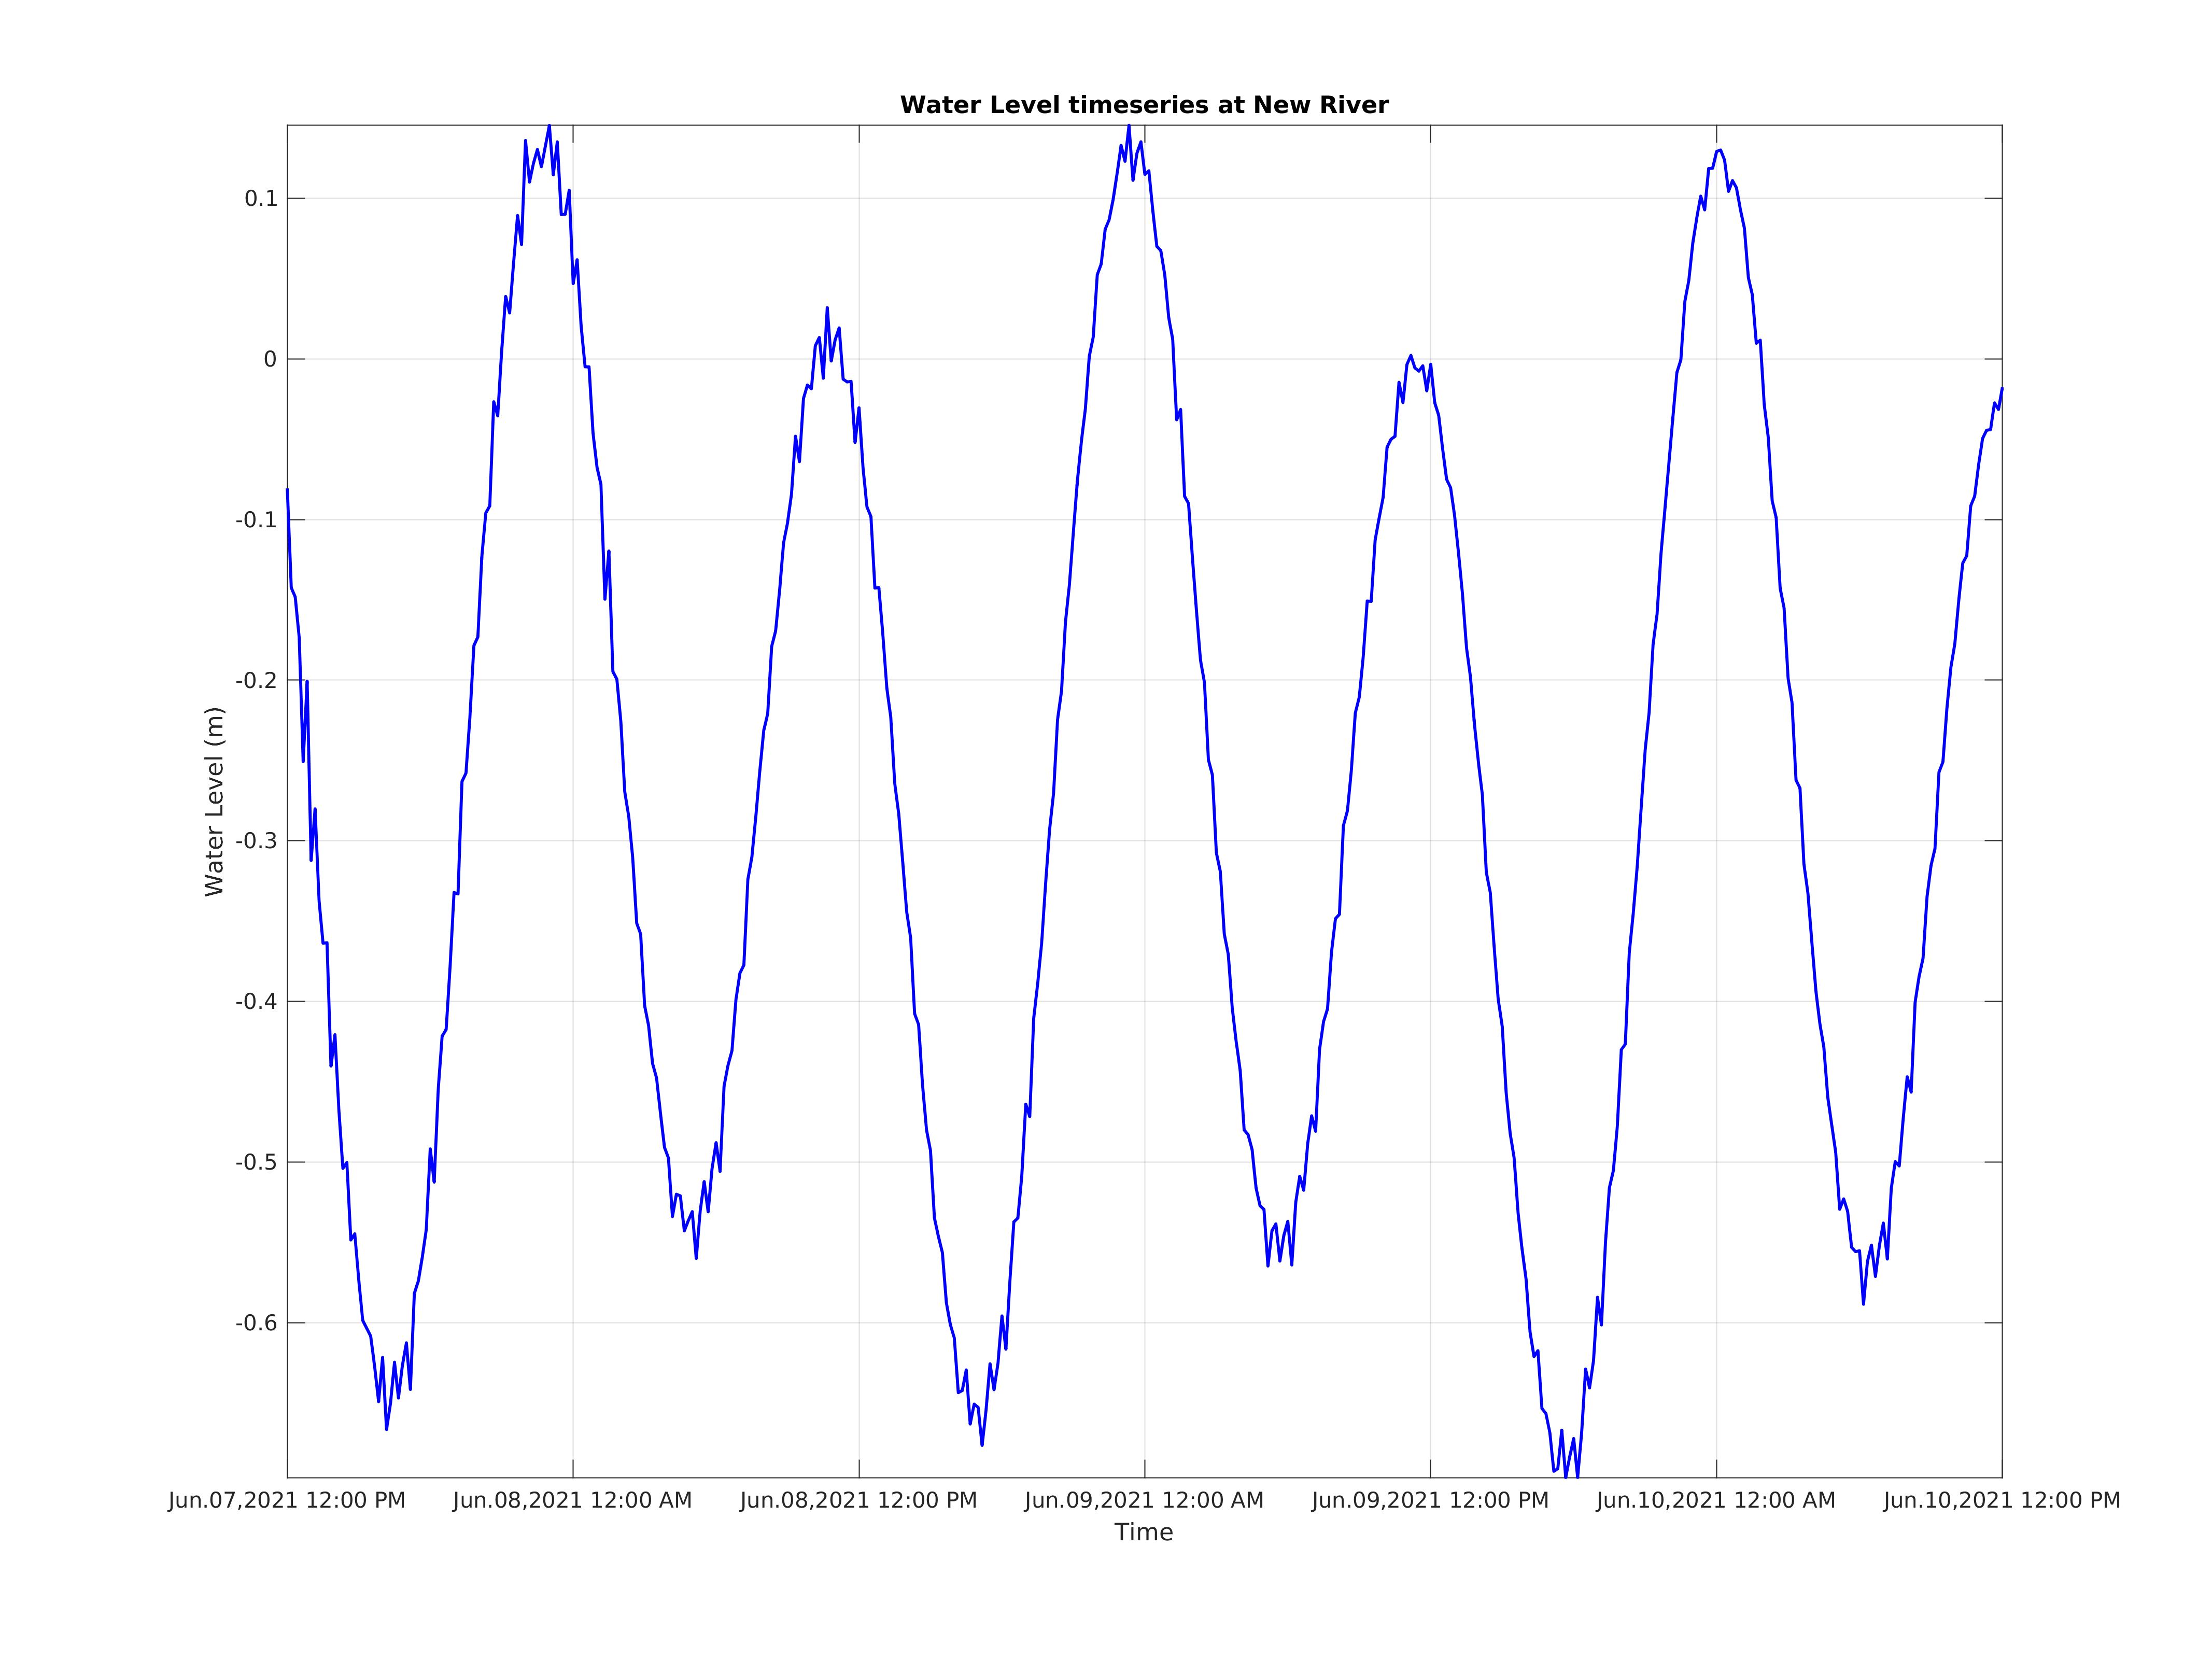 Water Level timeseries at New River
0.1
0
-0.1
-0.2
-0.3
-0.4
-0.5
-0.6
Water Level (m)
Jun.07,2021 12:00 PM
Jun.08,2021 12:00 AM
Jun.08,2021 12:00 PM
Jun.09,2021 12:00 AM
Jun.09,2021 12:00 PM
Jun.10,2021 12:00 AM
Jun.10,2021 12:00 PM
Time